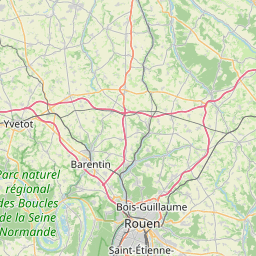 Yvetot
Barentin
Parc naturel
régional
des Boucles
de la Seine
Normande
Bois-Guillaume
Rouen
Saint-Étienne-